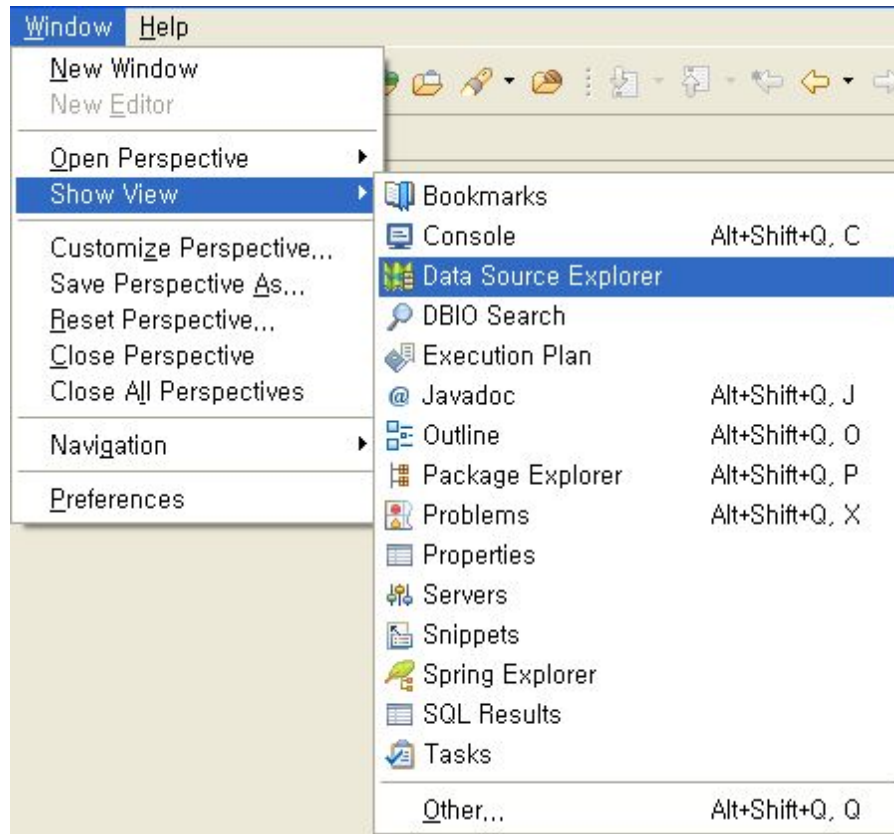 Window Help
New Window
New Editor
Open Perspective
Show View
Customize Perspective...
Save Perspective As...
Reset Perspective...
Close Perspective
Close All Perspectives
Navigation
Preferences
Bookmarks
Console Alt+Shift+Q, C
Data Source Explorer
DBIO Search
Execution Plan
@ Javadoc Alt+Shift+Q, J
Outline Alt+Shift+Q, O
Package Explorer Alt+Shift+Q, P
Problems Alt+Shift+Q, X
Properties
Servers
Snippets
Spring Explorer
SQL Results
Tasks
Other... Alt+Shift+Q, Q